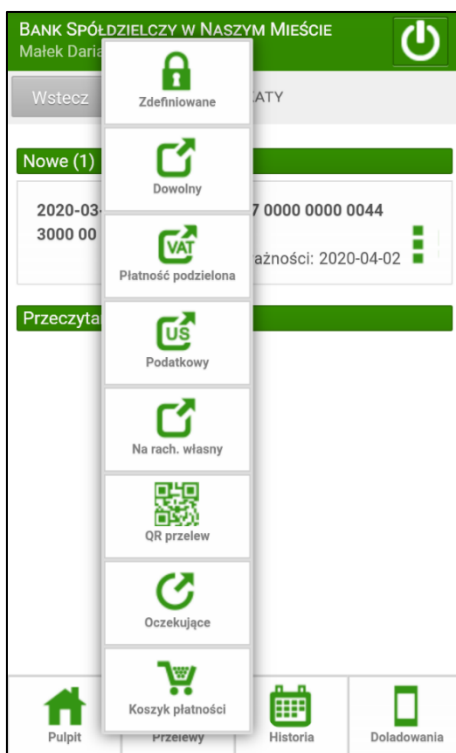 BANK SPÓŁDZIELCZY W NASZYM MIEŚCIE
Małek Daria
Wstecz
ATY
Nowe (1)
2020-03-
7 0000 0000 0044
3000 00
ażności: 2020-04-02
Przeczyta
Zdefiniowane
Dowolny
VAT
Płatność podzielona
US
Podatkowy
Na rach. własny
QR przelew
Oczekujące
Koszyk płatności
Pulpit
Przelewy
Historia
Doładowania